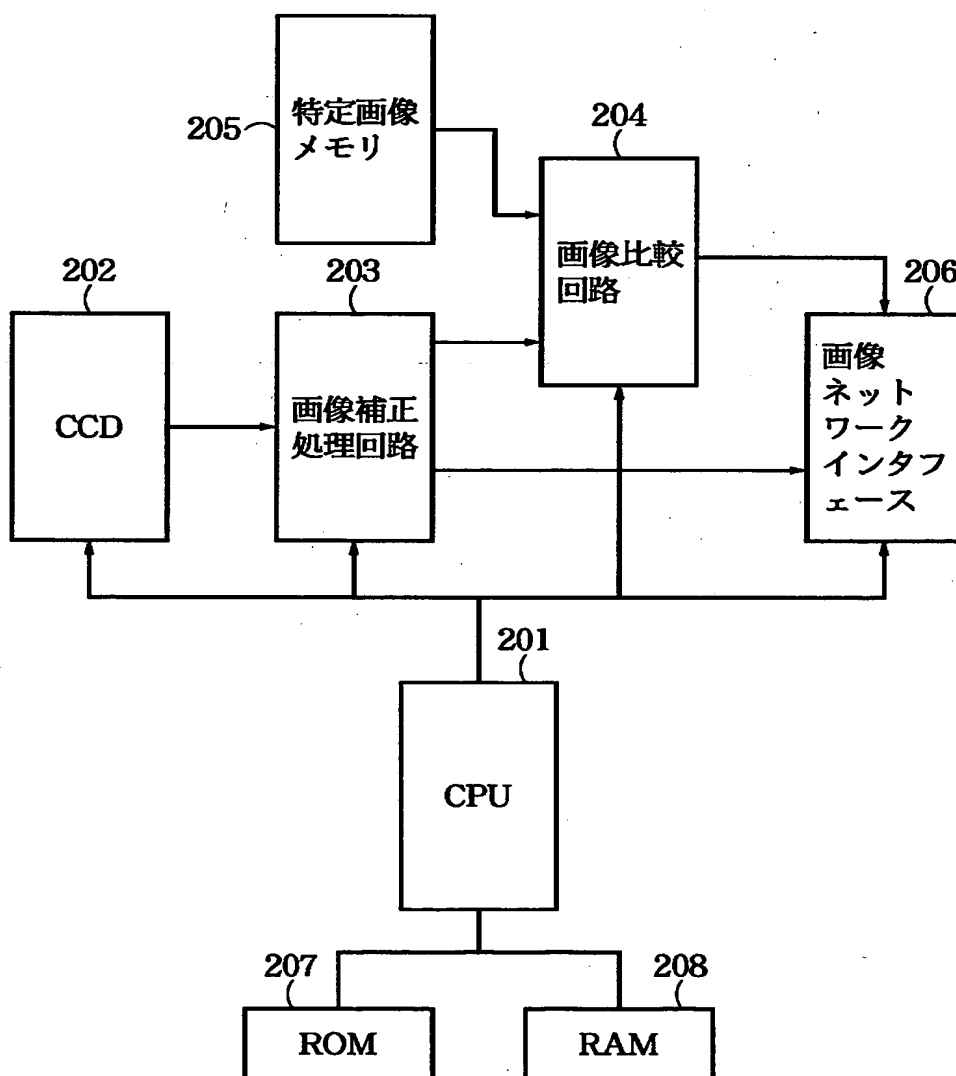 205
特定画像
メモリ
204
画像比較
回路
202
CCD
203
画像補正
処理回路
206
画像
ネット
ワーク
インタフ
ェース
201
CPU
207
ROM
208
RAM